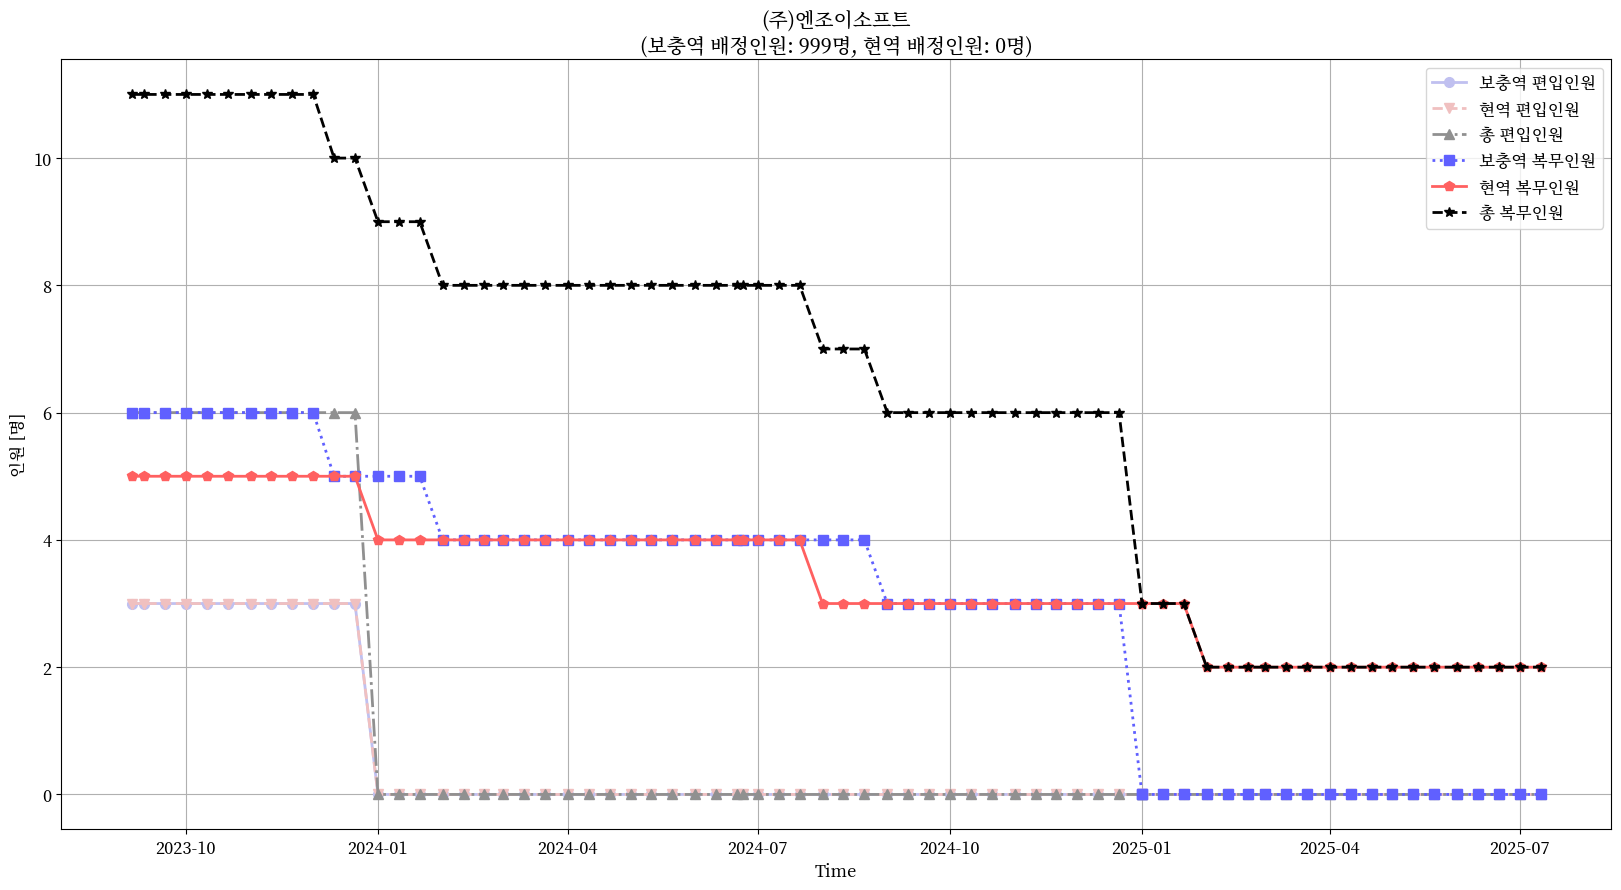 (주)엔조이소프트
(보충역 배정인원: 999명, 현역 배정인원: 0명)
보충역 편입인원
현역 편입인원
총 편입인원
보충역 복무인원
현역 복무인원
총 복무인원
인원 [명]
10
8
6
4
2
0
2023-10
2024-01
2024-04
2024-07
2024-10
2025-01
2025-04
2025-07
Time